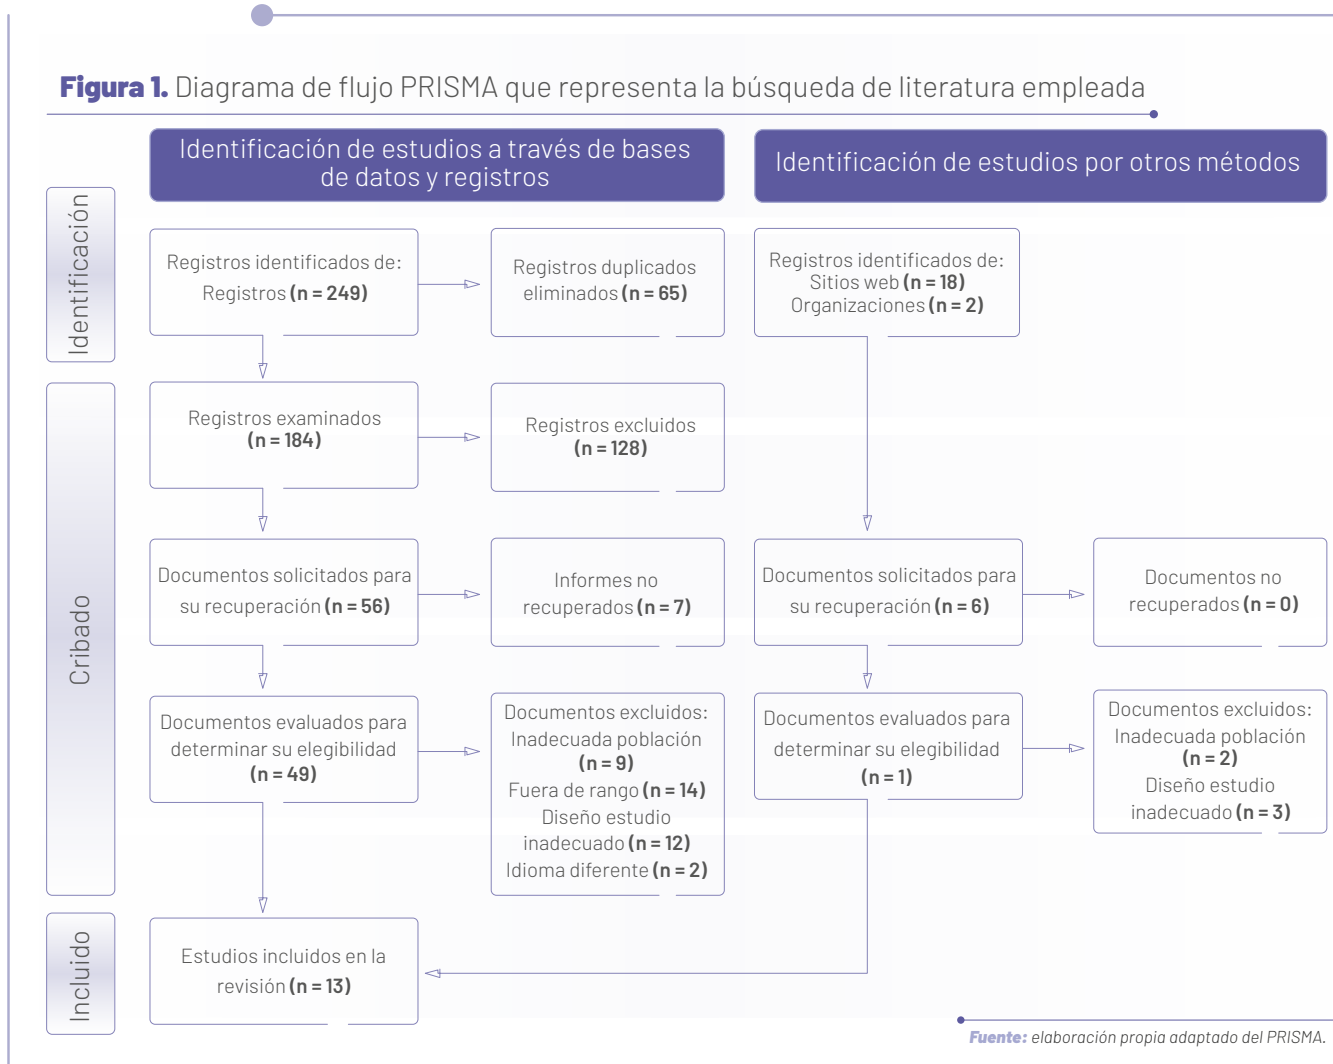 Figura 1. Diagrama de flujo PRISMA que representa la búsqueda de literatura empleada
Identificación de estudios a través de bases
de datos y registros
Identificación de estudios por otros métodos
Identificación
Registros identificados de:
Registros (n = 249)
Registros duplicados
eliminados (n = 65)
Registros identificados de:
Sitios web (n = 18)
Organizaciones (n = 2)
Cribado
Registros examinados
(n = 184)
Registros excluidos
(n = 128)
Documentos solicitados para
su recuperación (n = 56)
Informes no
recuperados (n = 7)
Documentos solicitados para
su recuperación (n = 6)
Documentos no
recuperados (n = 0)
Documentos evaluados para
determinar su elegibilidad
(n = 49)
Documentos excluidos:
Inadecuada población
(n = 9)
Fuera de rango (n = 14)
Diseño estudio
inadecuado (n = 12)
Idioma diferente (n = 2)
Documentos evaluados para
determinar su elegibilidad
(n = 1)
Documentos excluidos:
Inadecuada población
(n = 2)
Diseño estudio
inadecuado (n = 3)
Incluido
Estudios incluidos en la
revisión (n = 13)
Fuente: elaboración propia adaptado del PRISMA.